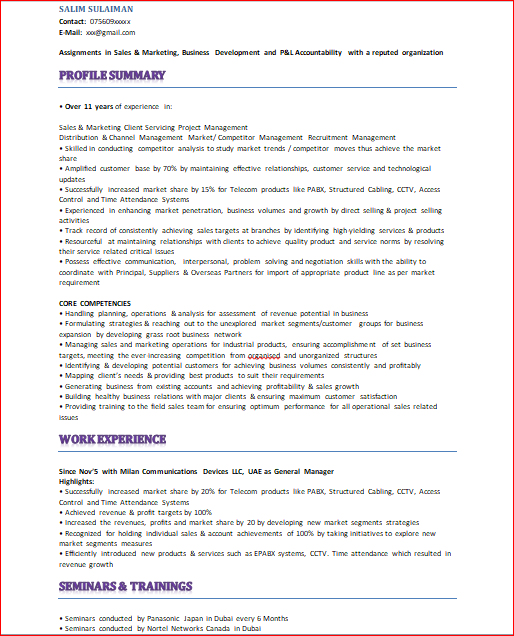 SALIM SULAIMAN
Contact: 075609xxxxx
E-Mail: xxx@gmail.com
Assignments in Sales & Marketing, Business Development and P&L Accountability with a reputed organization
PROFILE SUMMARY
• Over 11 years of experience in:
Sales & Marketing Client Servicing Project Management
Distribution & Channel Management Market/ Competitor Management Recruitment Management
• Skilled in conducting competitor analysis to study market trends / competitor moves thus achieve the market
share
• Amplified customer base by 70% by maintaining effective relationships, customer service and technological
updates
• Successfully increased market share by 15% for Telecom products like PABX, Structured Cabling, CCTV, Access
Control and Time Attendance Systems
• Experienced in enhancing market penetration, business volumes and growth by direct selling & project selling
activities
• Track record of consistently achieving sales targets at branches by identifying high yielding services & products
• Resourceful at maintaining relationships with clients to achieve quality product and service norms by resolving
their service related critical issues
• Possess effective communication, interpersonal, problem solving and negotiation skills with the ability to
coordinate with Principal, Suppliers & Overseas Partners for import of appropriate product line as per market
requirement
CORE COMPETENCIES
• Handling planning, operations & analysis for assessment of revenue potential in business
• Formulating strategies & reaching out to the unexplored market segments/customer groups for business
expansion by developing grass root business network
• Managing sales and marketing operations for industrial products, ensuring accomplishment of set business
targets, meeting the ever increasing competition from organised and unorganized structures
• Identifying & developing potential customers for achieving business volumes consistently and profitably
• Mapping client's needs & providing best products to suit their requirements
• Generating business from existing accounts and achieving profitability & sales growth
• Building healthy business relations with major clients & ensuring maximum customer satisfaction
• Providing training to the field sales team for ensuring optimum performance for all operational sales related
issues
WORK EXPERIENCE
Since Nov'5 with Milan Communications Devices LLC, UAE as General Manager
Highlights:
• Successfully increased market share by 20% for Telecom products like PABX, Structured Cabling, CCTV, Access
Control and Time Attendance Systems
• Achieved revenue & profit targets by 100%
• Increased the revenues, profits and market share by 20 by developing new market segments strategies
• Recognized for holding individual sales & account achievements of 100% by taking initiatives to explore new
market segments measures
• Efficiently introduced new products & services such as EPABX systems, CCTV. Time attendance which resulted in
revenue growth
SEMINARS & TRAININGS
• Seminars conducted by Panasonic Japan in Dubai every 6 Months
• Seminars conducted by Nortel Networks Canada in Dubai